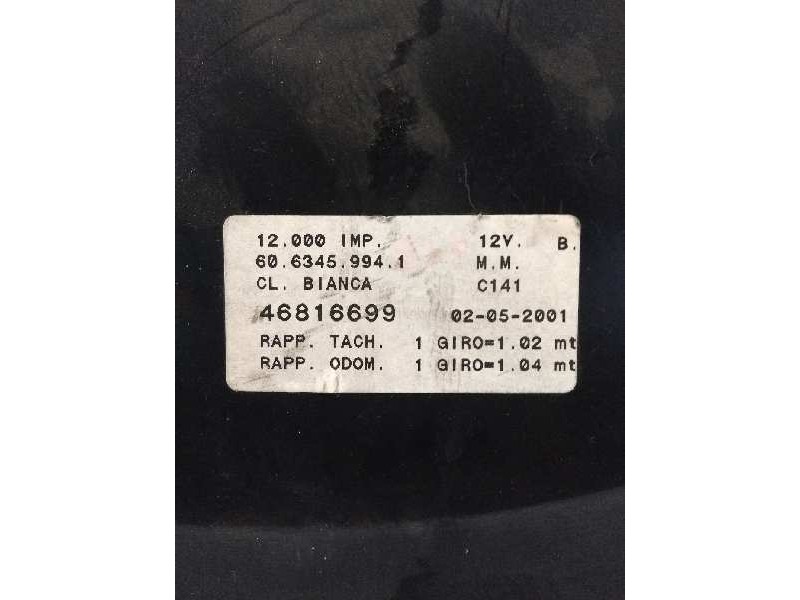 12.000 IMP. 12V. B.
60.6345.994.1 M.M.
CL. BIANCA C141
46816699 02-05-2001
RAPP. TACH. 1 GIRO=1.02 mt
RAPP. ODOM. 1 GIRO=1.04 mt